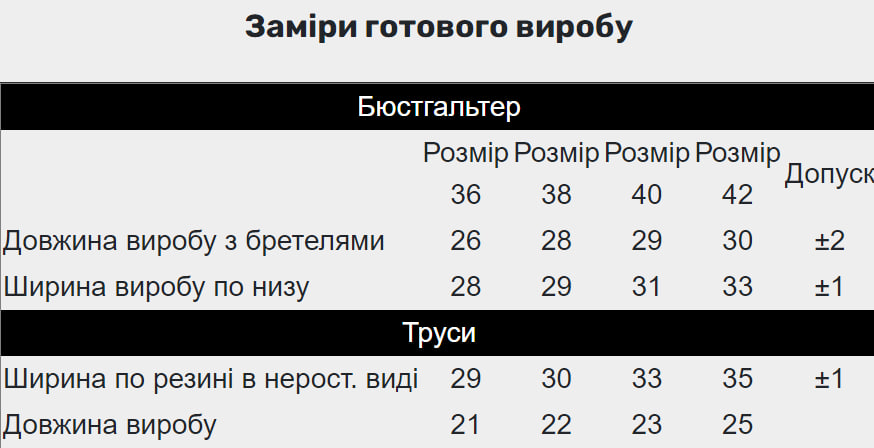 Заміри готового виробу
Бюстгальтер
Розмір Розмір Розмір Розмір Допуск
36 38 40 42
Довжина виробу з бретелями 26 28 29 30 ±2
Ширина виробу по низу 28 29 31 33 ±1
Труси
Ширина по резині в нерост. виді 29 30 33 35 ±1
Довжина виробу 21 22 23 25